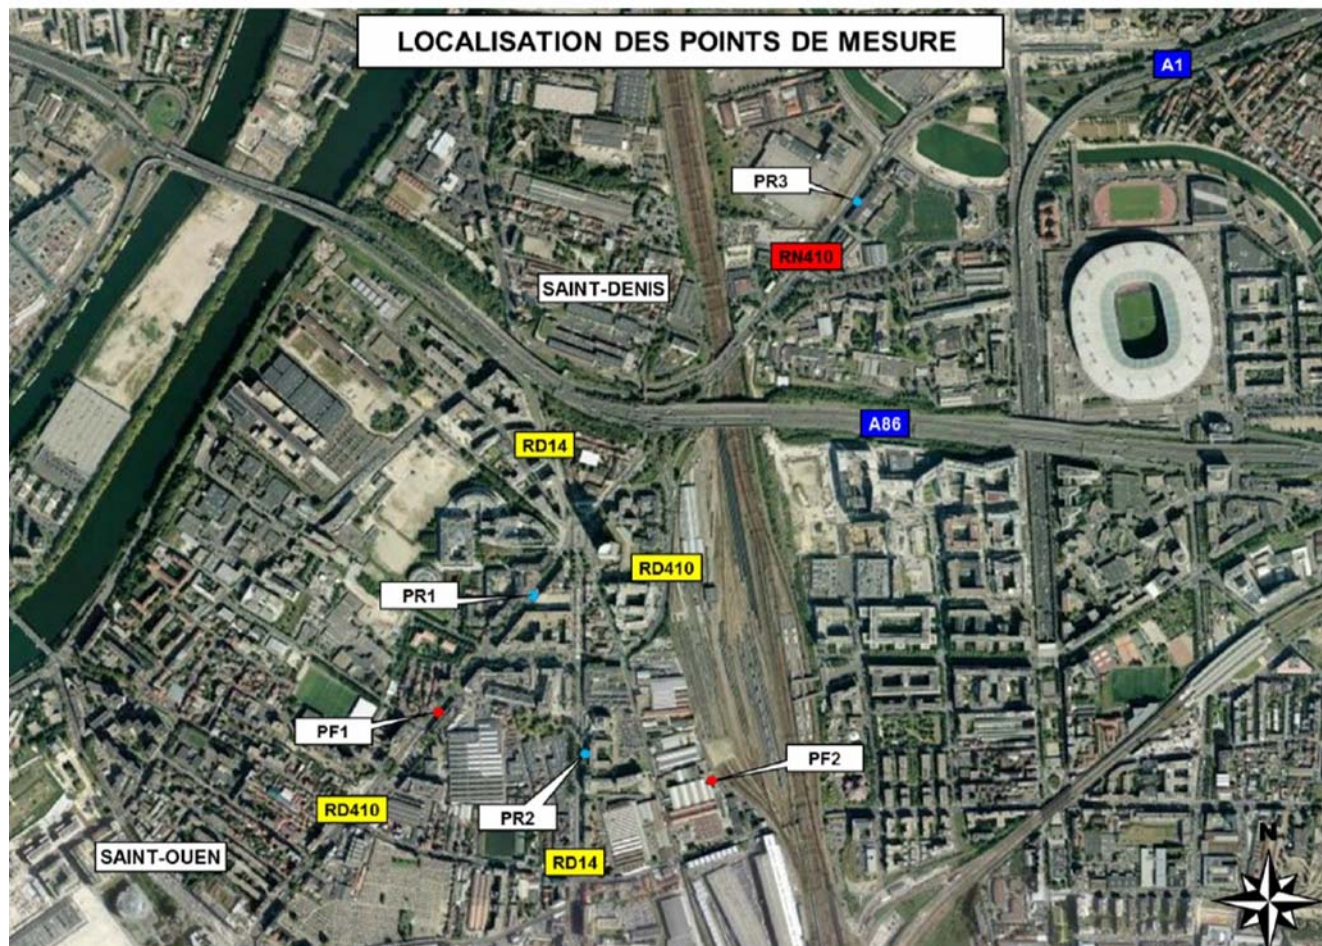 LOCALISATION DES POINTS DE MESURE
A1
PR3
RN410
SAINT-DENIS
A86
RD14
RD410
PR1
PF1
PF2
RD410
PR2
SAINT-OUEN
RD14
N